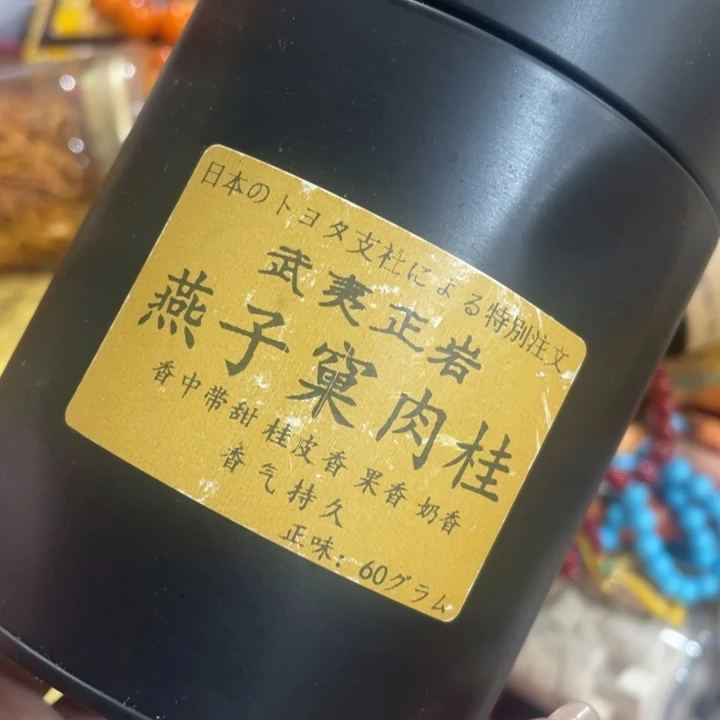 日本のトヨタ支社による特別注文
武夷正岩
燕子窠肉桂
香中带甜 桂皮香 果香 奶香
香气持久
正味：60グラム